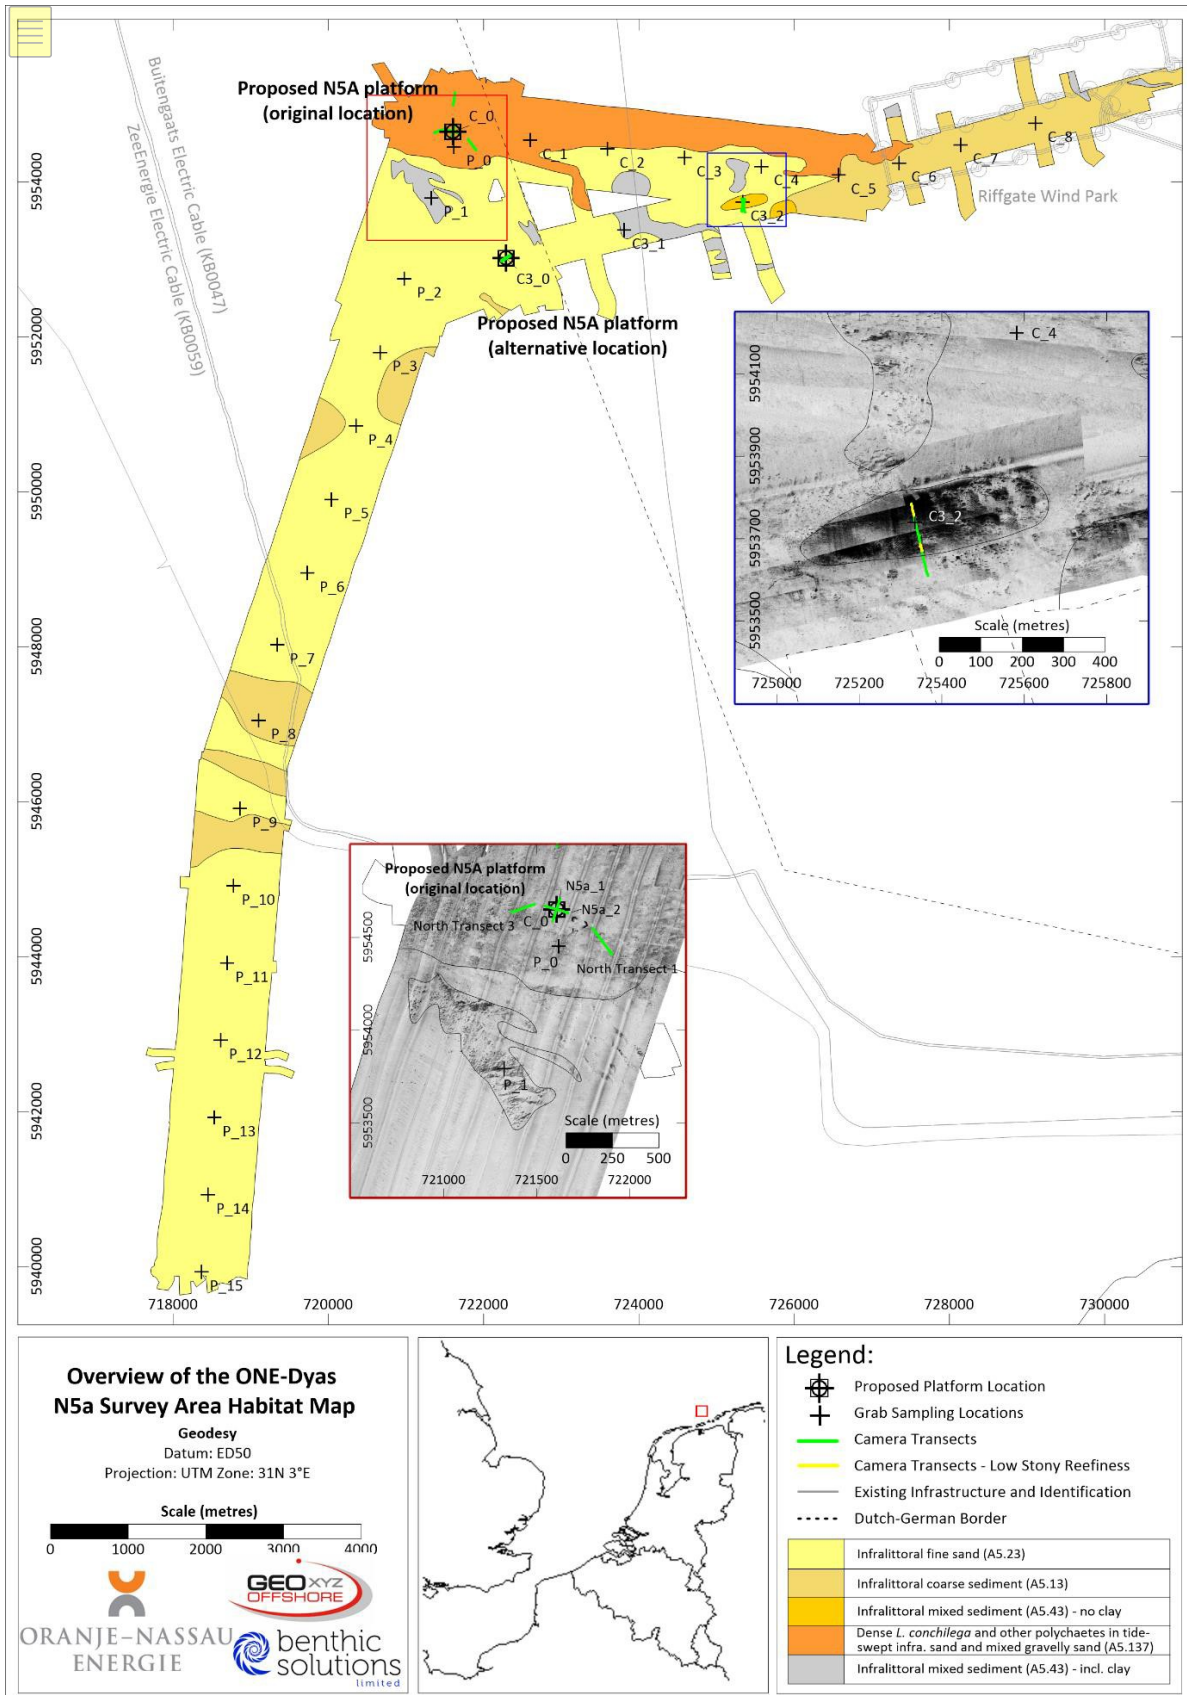 Proposed N5A platform
(original location)
Buitengaats Electric Cable (KB0047)
ZeeEnergie Electric Cable (KB0059)
C_0
P_0
C_1
C_2
C_3
C_4
C_5
C_6
C_7
C_8
Riffgate Wind Park
P_1
C3_2
C3_1
C3_0
P_2
Proposed N5A platform
(alternative location)
P_3
P_4
P_5
P_6
P_7
P_8
P_9
P_10
P_11
P_12
P_13
P_14
P_15
5954000
5952000
5950000
5948000
5946000
5944000
5942000
5940000
718000
720000
722000
724000
726000
728000
730000
C_4
C3_2
5954100
5953900
5953700
5953500
Scale (metres)
0 100 200 300 400
725000 725200 725400 725600 725800
Proposed N5A platform
(original location)
N5a_1
N5a_2
C_0
North Transect 3
P_0
North Transect 1
P_1
5954500
5954000
5953500
Scale (metres)
0 250 500
721000 721500 722000
Overview of the ONE-Dyas
N5a Survey Area Habitat Map
Geodesy
Datum: ED50
Projection: UTM Zone: 31N 3°E
Scale (metres)
0 1000 2000 3000 4000
ORANJE-NASSAU
ENERGIE
GEOXYZ
OFFSHORE
benthic
solutions
limited
Legend:
Proposed Platform Location
Grab Sampling Locations
Camera Transects
Camera Transects - Low Stony Reefiness
Existing Infrastructure and Identification
Dutch-German Border
Infralittoral fine sand (A5.23)
Infralittoral coarse sediment (A5.13)
Infralittoral mixed sediment (A5.43) - no clay
Dense L. conchilega and other polychaetes in tide-
swept infra. sand and mixed gravelly sand (A5.137)
Infralittoral mixed sediment (A5.43) - incl. clay